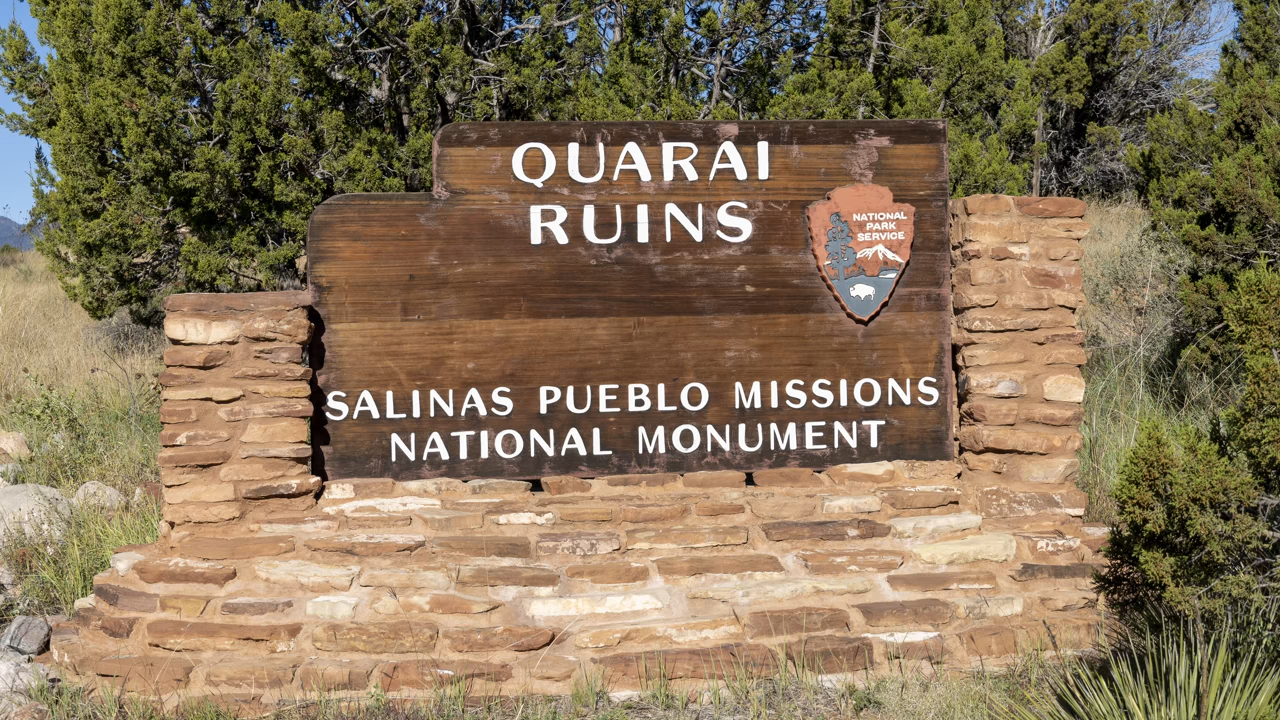 QUARAI
RUINS
NATIONAL
PARK
SERVICE
SALINAS PUEBLO MISSIONS
NATIONAL MONUMENT